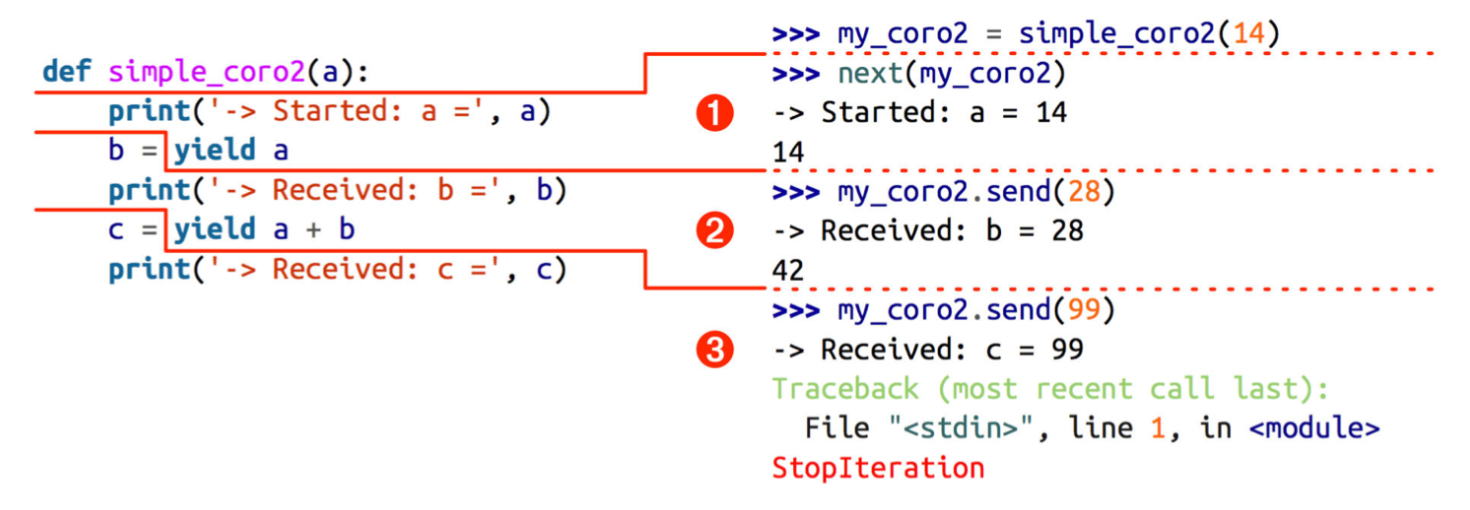 def simple_coro2(a):
    print('-> Started: a =', a)
    b = yield a
    print('-> Received: b =', b)
    c = yield a + b
    print('-> Received: c =', c)
>>> my_coro2 = simple_coro2(14)
>>> next(my_coro2)
1
-> Started: a = 14
14
>>> my_coro2.send(28)
2
-> Received: b = 28
42
>>> my_coro2.send(99)
3
-> Received: c = 99
Traceback (most recent call last):
  File "<stdin>", line 1, in <module>
StopIteration